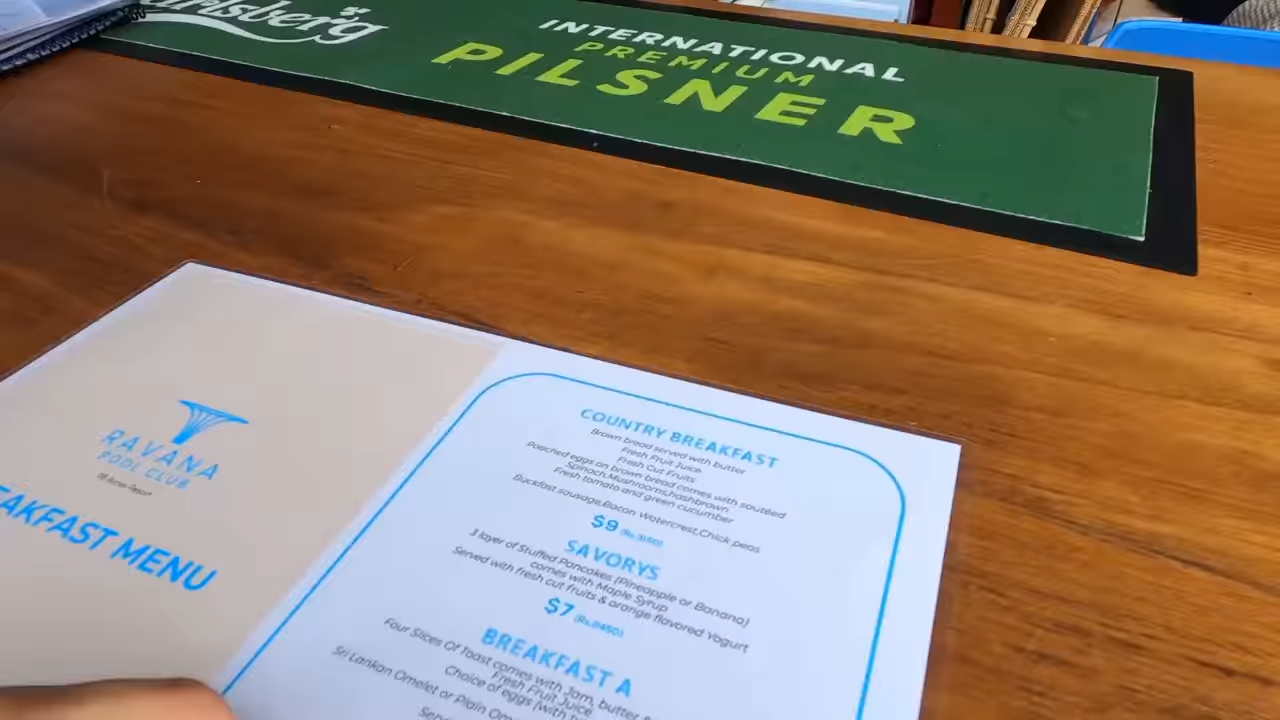 Carlsberg
INTERNATIONAL
PREMIUM
PILSNER
RAVANA
POOL CLUB
EAKFAST MENU
COUNTRY BREAKFAST
Brown bread served with butter
Fresh Fruit Juice
Fresh Cut Fruits
Poached eggs on brown bread comes with sautéed
Spinach,Mushrooms,hashbrown
Fresh tomato and green cucumber
Buckfast sausage,Bacon Watercrest,Chick peas
$9
SAVORYS
3 layer of Stuffed Pancakes (Pineapple or Banana)
comes with Maple Syrup
Served with fresh cut fruits & orange flavored Yogurt
$7
BREAKFAST A
Four Slices Of Toast comes with Jam, butter &
Fresh Fruit Juice
Choice of eggs (with
Sri Lankan Omelet or Plain